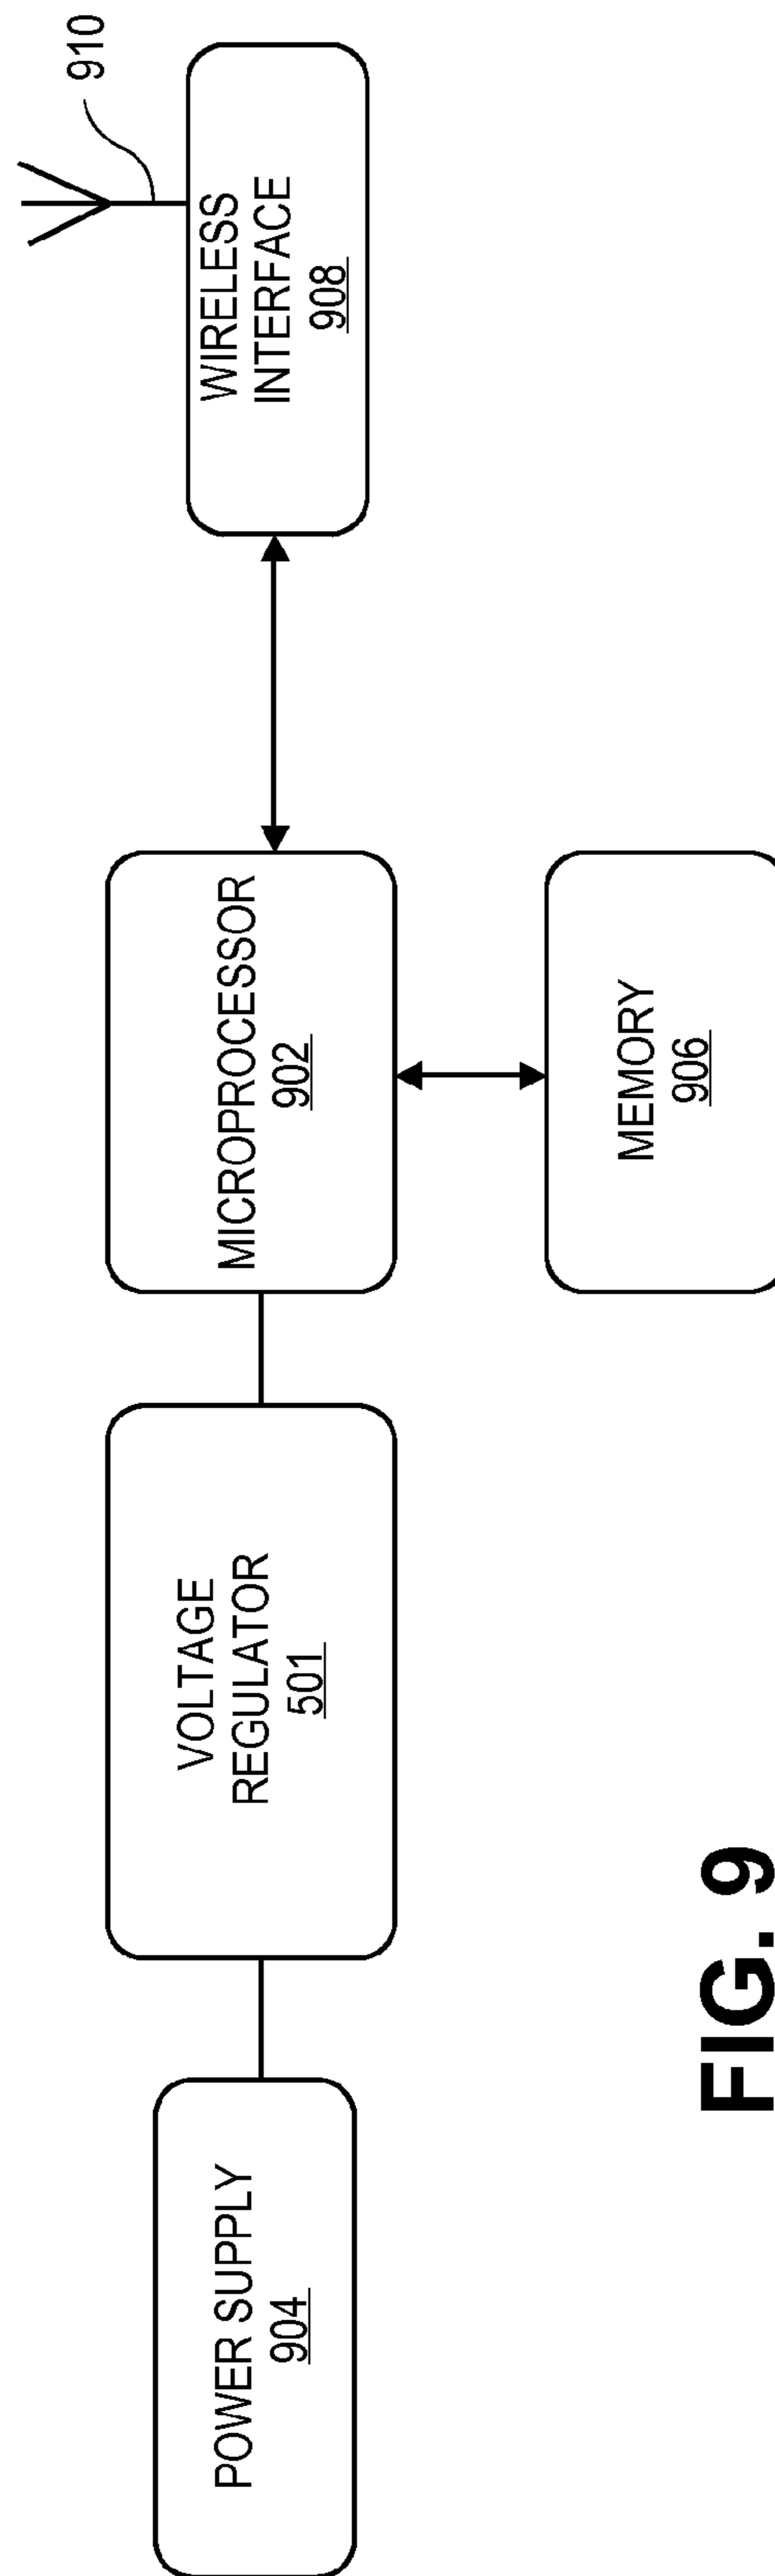 POWER SUPPLY
904
VOLTAGE
REGULATOR
501
MICROPROCESSOR
902
MEMORY
906
WIRELESS
INTERFACE
908
910
FIG. 9